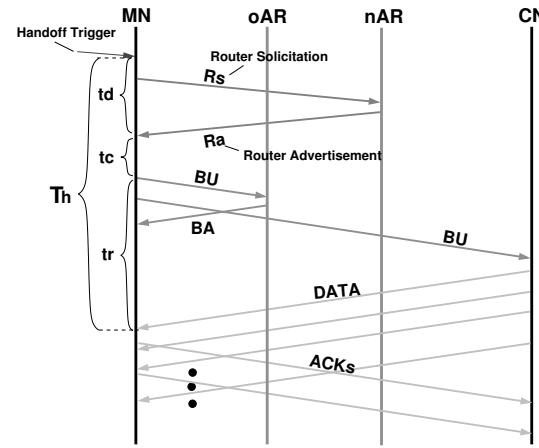 MN
oAR
nAR
CN
Handoff Trigger
Router Solicitation
Rs
td
Ra
Router Advertisement
tc
BU
Th
BA
BU
tr
DATA
ACKs